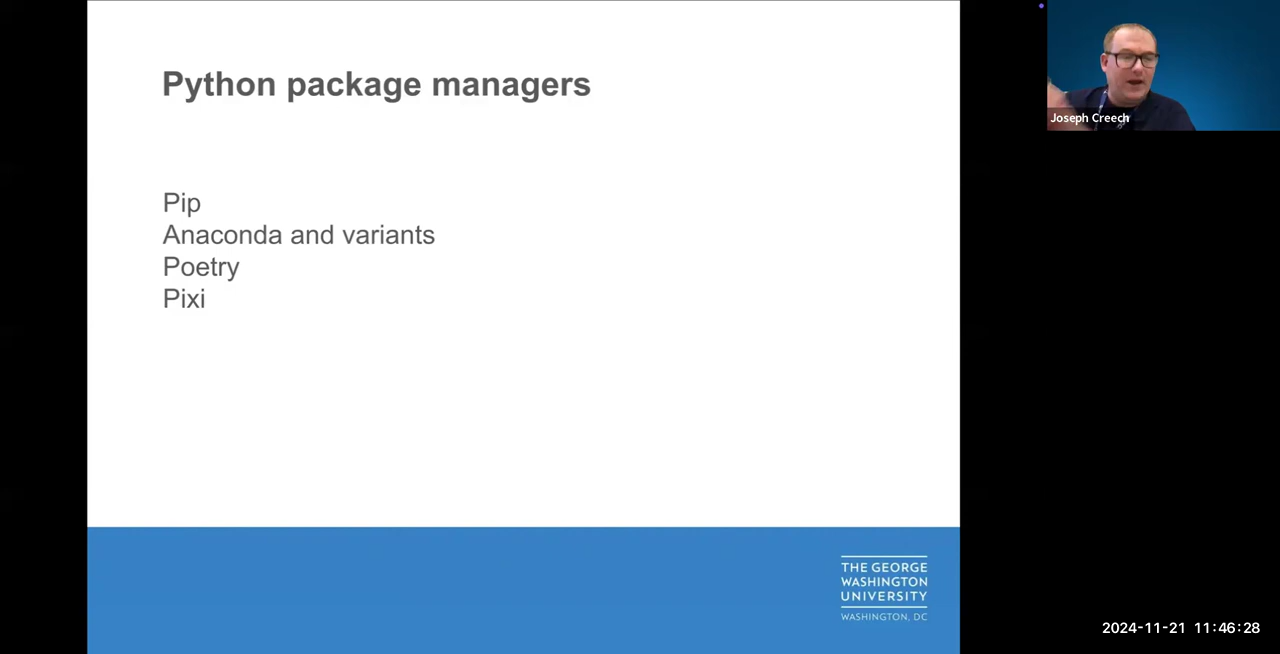 Python package managers
Pip
Anaconda and variants
Poetry
Pixi
Joseph Creech
THE GEORGE
WASHINGTON
UNIVERSITY
WASHINGTON, DC
2024-11-21 11:46:28